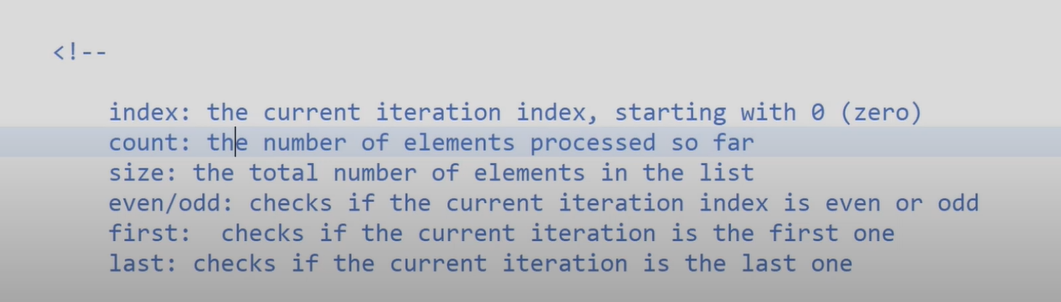 <!--
index: the current iteration index, starting with 0 (zero)
count: the number of elements processed so far
size: the total number of elements in the list
even/odd: checks if the current iteration index is even or odd
first:  checks if the current iteration is the first one
last: checks if the current iteration is the last one